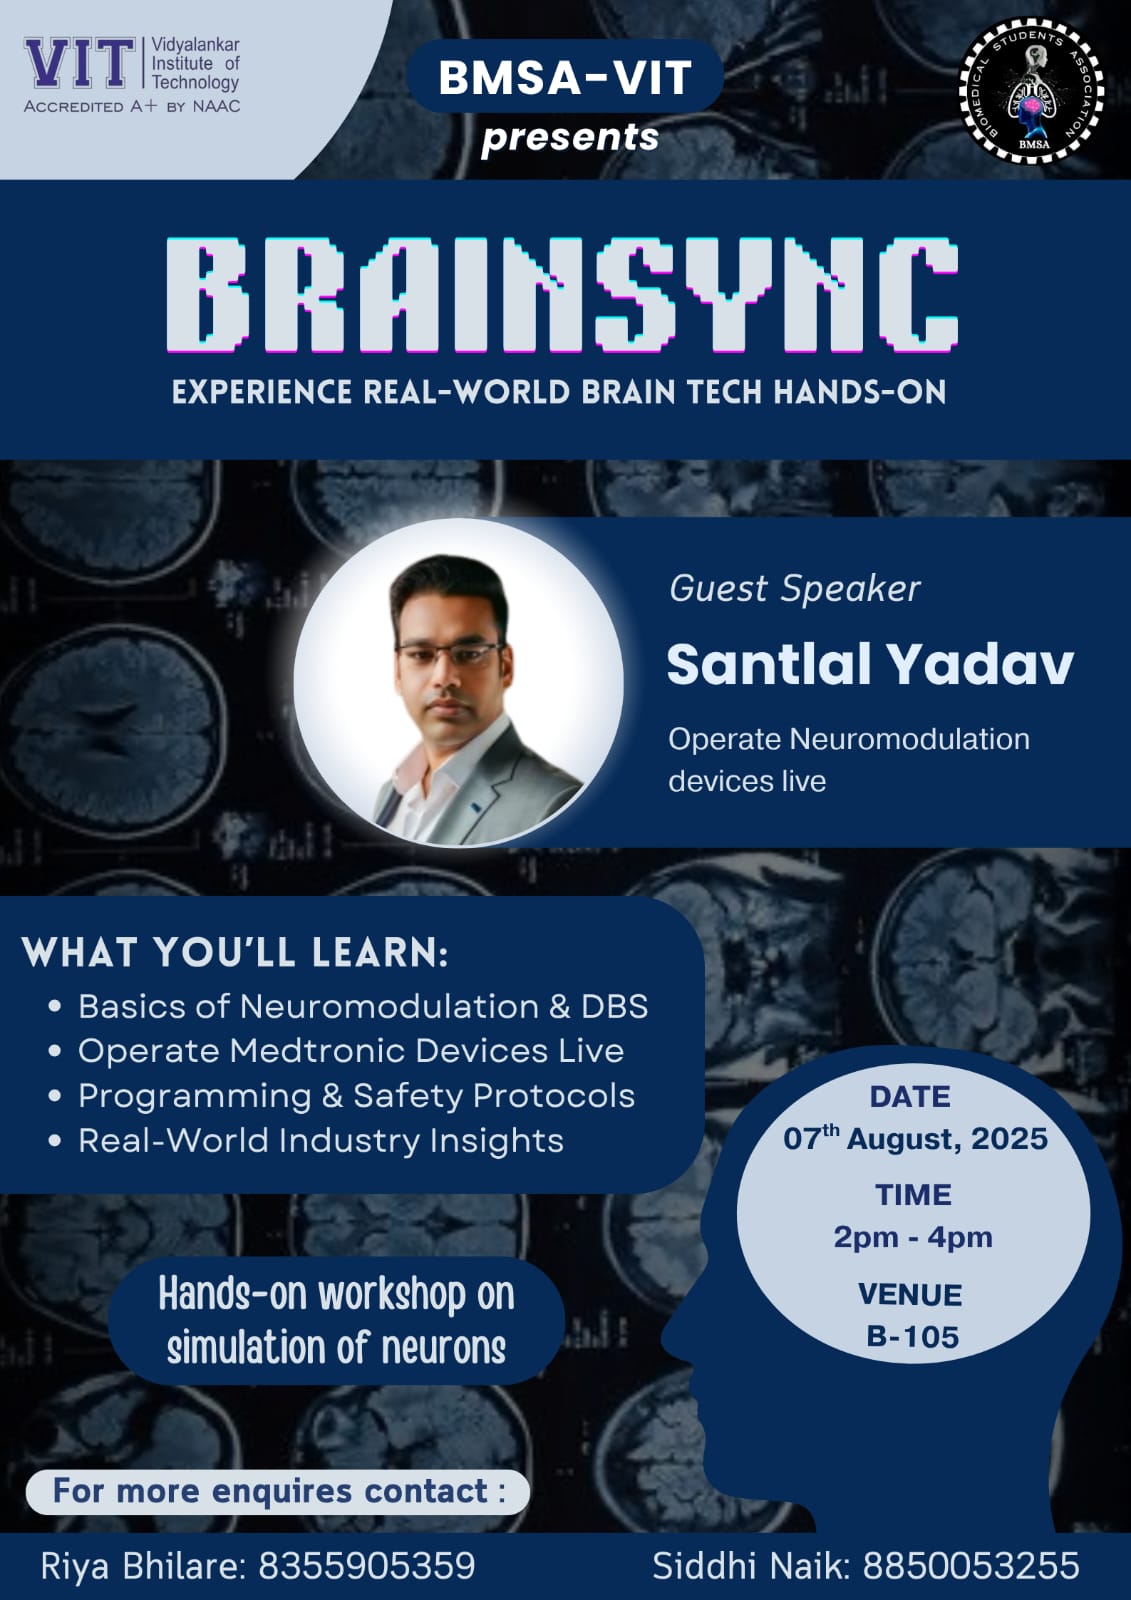 VIT
Vidyalankar
Institute of
Technology
ACCREDITED A+ BY NAAC
BMSA-VIT
presents
BIOMEDICAL STUDENTS ASSOCIATION
BMSA
BRAINSYNC
EXPERIENCE REAL-WORLD BRAIN TECH HANDS-ON
Guest Speaker
Santlal Yadav
Operate Neuromodulation
devices live
WHAT YOU'LL LEARN:
• Basics of Neuromodulation & DBS
• Operate Medtronic Devices Live
• Programming & Safety Protocols
• Real-World Industry Insights
DATE
07th August, 2025
TIME
2pm - 4pm
VENUE
B-105
Hands-on workshop on
simulation of neurons
For more enquires contact :
Riya Bhilare: 8355905359
Siddhi Naik: 8850053255